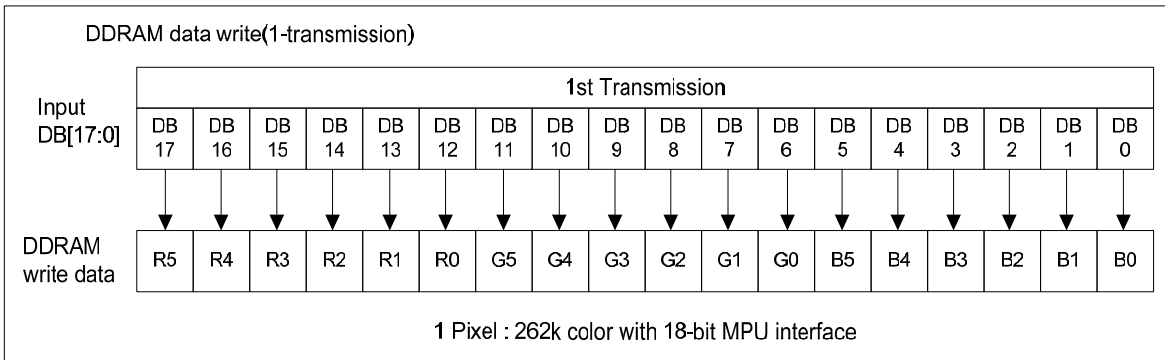 DDRAM data write(1-transmission)
1st Transmission
Input
DB[17:0]
DB 17 DB 16 DB 15 DB 14 DB 13 DB 12 DB 11 DB 10 DB 9 DB 8 DB 7 DB 6 DB 5 DB 4 DB 3 DB 2 DB 1 DB 0
DDRAM
write data
R5 R4 R3 R2 R1 R0 G5 G4 G3 G2 G1 G0 B5 B4 B3 B2 B1 B0
1 Pixel : 262k color with 18-bit MPU interface